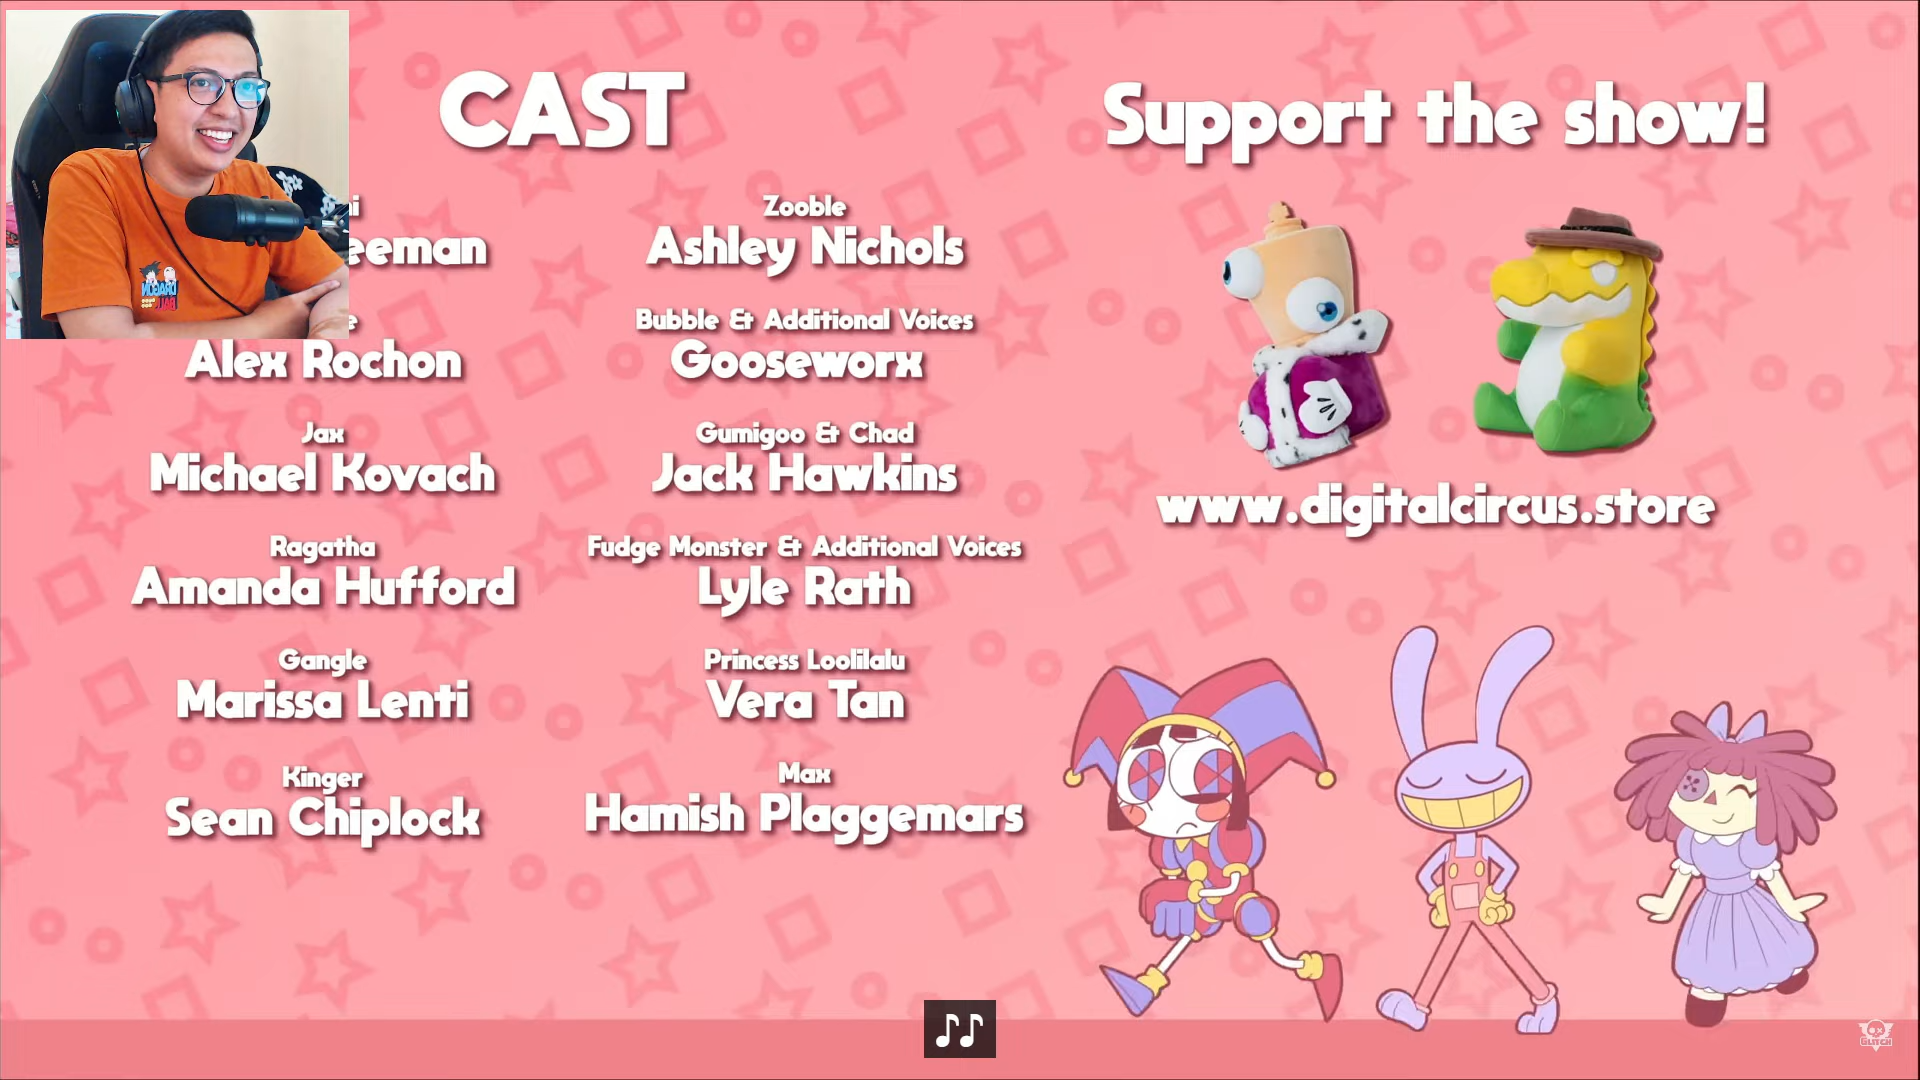 CAST
Support the show!
Zooble
eeman
Ashley Nichols
Bubble & Additional Voices
Alex Rochon
Gooseworx
Jax
Gumigoo & Chad
Michael Kovach
Jack Hawkins
www.digitalcircus.store
Ragatha
Fudge Monster & Additional Voices
Amanda Hufford
Lyle Rath
Gangle
Princess Loolilalu
Marissa Lenti
Vera Tan
Kinger
Max
Sean Chiplock
Hamish Plaggemars
GLITCH